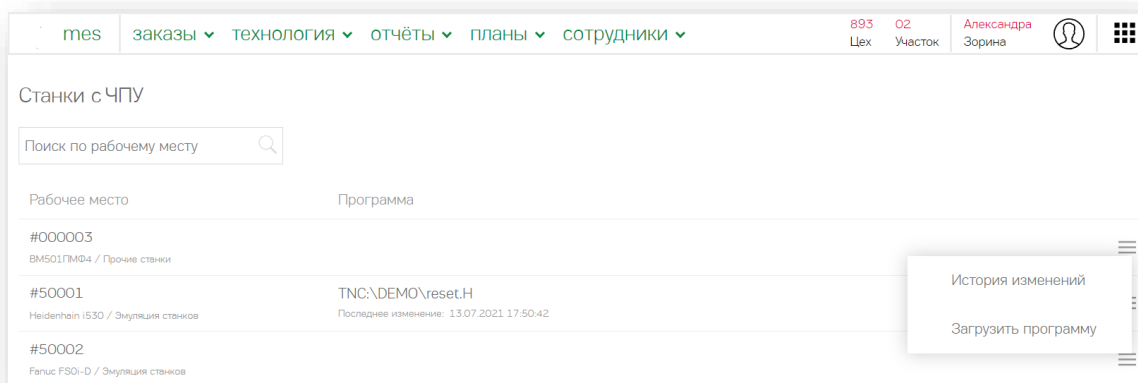 mes заказы технология отчёты планы сотрудники 893 02 Александра
Цех Участок Зорина
Станки с ЧПУ
Поиск по рабочему месту
Рабочее место Программа
#000003
ВМ501ПМФ4 / Прочие станки
История изменений
#50001 TNC:\DEMO\reset.H
Heidenhain i530 / Эмуляция станков Последнее изменение: 13.07.2021 17:50:42
Загрузить программу
#50002
Fanuc FS0i-D / Эмуляция станков